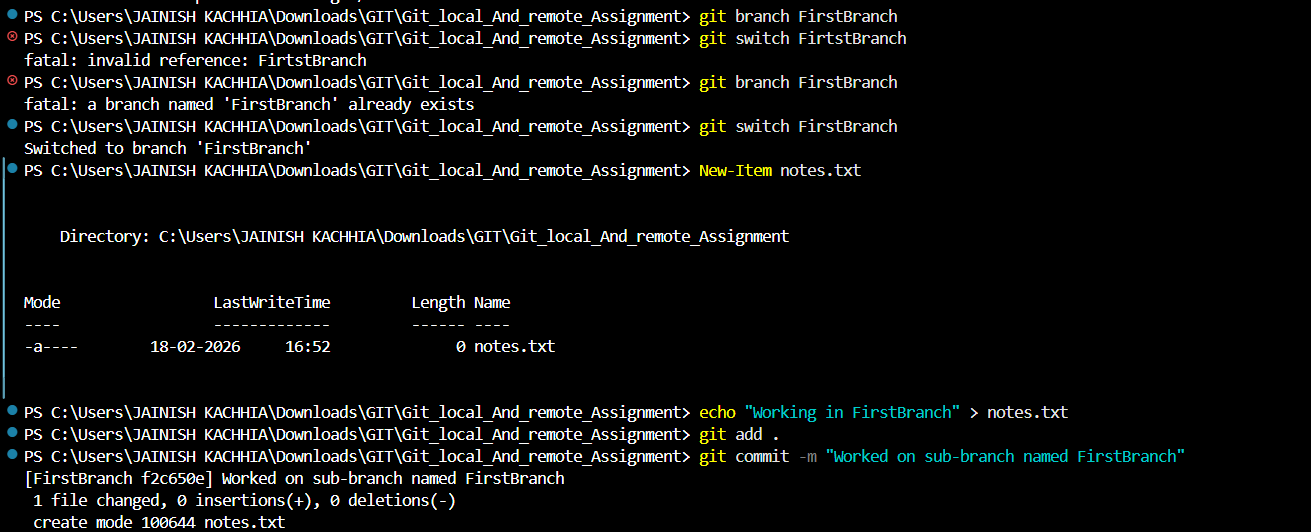 PS C:\Users\JAINISH KACHHIA\Downloads\GIT\Git_local_And_remote_Assignment> git branch FirstBranch
PS C:\Users\JAINISH KACHHIA\Downloads\GIT\Git_local_And_remote_Assignment> git switch FirtstBranch
fatal: invalid reference: FirtstBranch
PS C:\Users\JAINISH KACHHIA\Downloads\GIT\Git_local_And_remote_Assignment> git branch FirstBranch
fatal: a branch named 'FirstBranch' already exists
PS C:\Users\JAINISH KACHHIA\Downloads\GIT\Git_local_And_remote_Assignment> git switch FirstBranch
Switched to branch 'FirstBranch'
PS C:\Users\JAINISH KACHHIA\Downloads\GIT\Git_local_And_remote_Assignment> New-Item notes.txt
Directory: C:\Users\JAINISH KACHHIA\Downloads\GIT\Git_local_And_remote_Assignment
Mode LastWriteTime Length Name
---- ------------- ------ ----
-a---- 18-02-2026 16:52 0 notes.txt
PS C:\Users\JAINISH KACHHIA\Downloads\GIT\Git_local_And_remote_Assignment> echo "Working in FirstBranch" > notes.txt
PS C:\Users\JAINISH KACHHIA\Downloads\GIT\Git_local_And_remote_Assignment> git add .
PS C:\Users\JAINISH KACHHIA\Downloads\GIT\Git_local_And_remote_Assignment> git commit -m "Worked on sub-branch named FirstBranch"
[FirstBranch f2c650e] Worked on sub-branch named FirstBranch
1 file changed, 0 insertions(+), 0 deletions(-)
create mode 100644 notes.txt